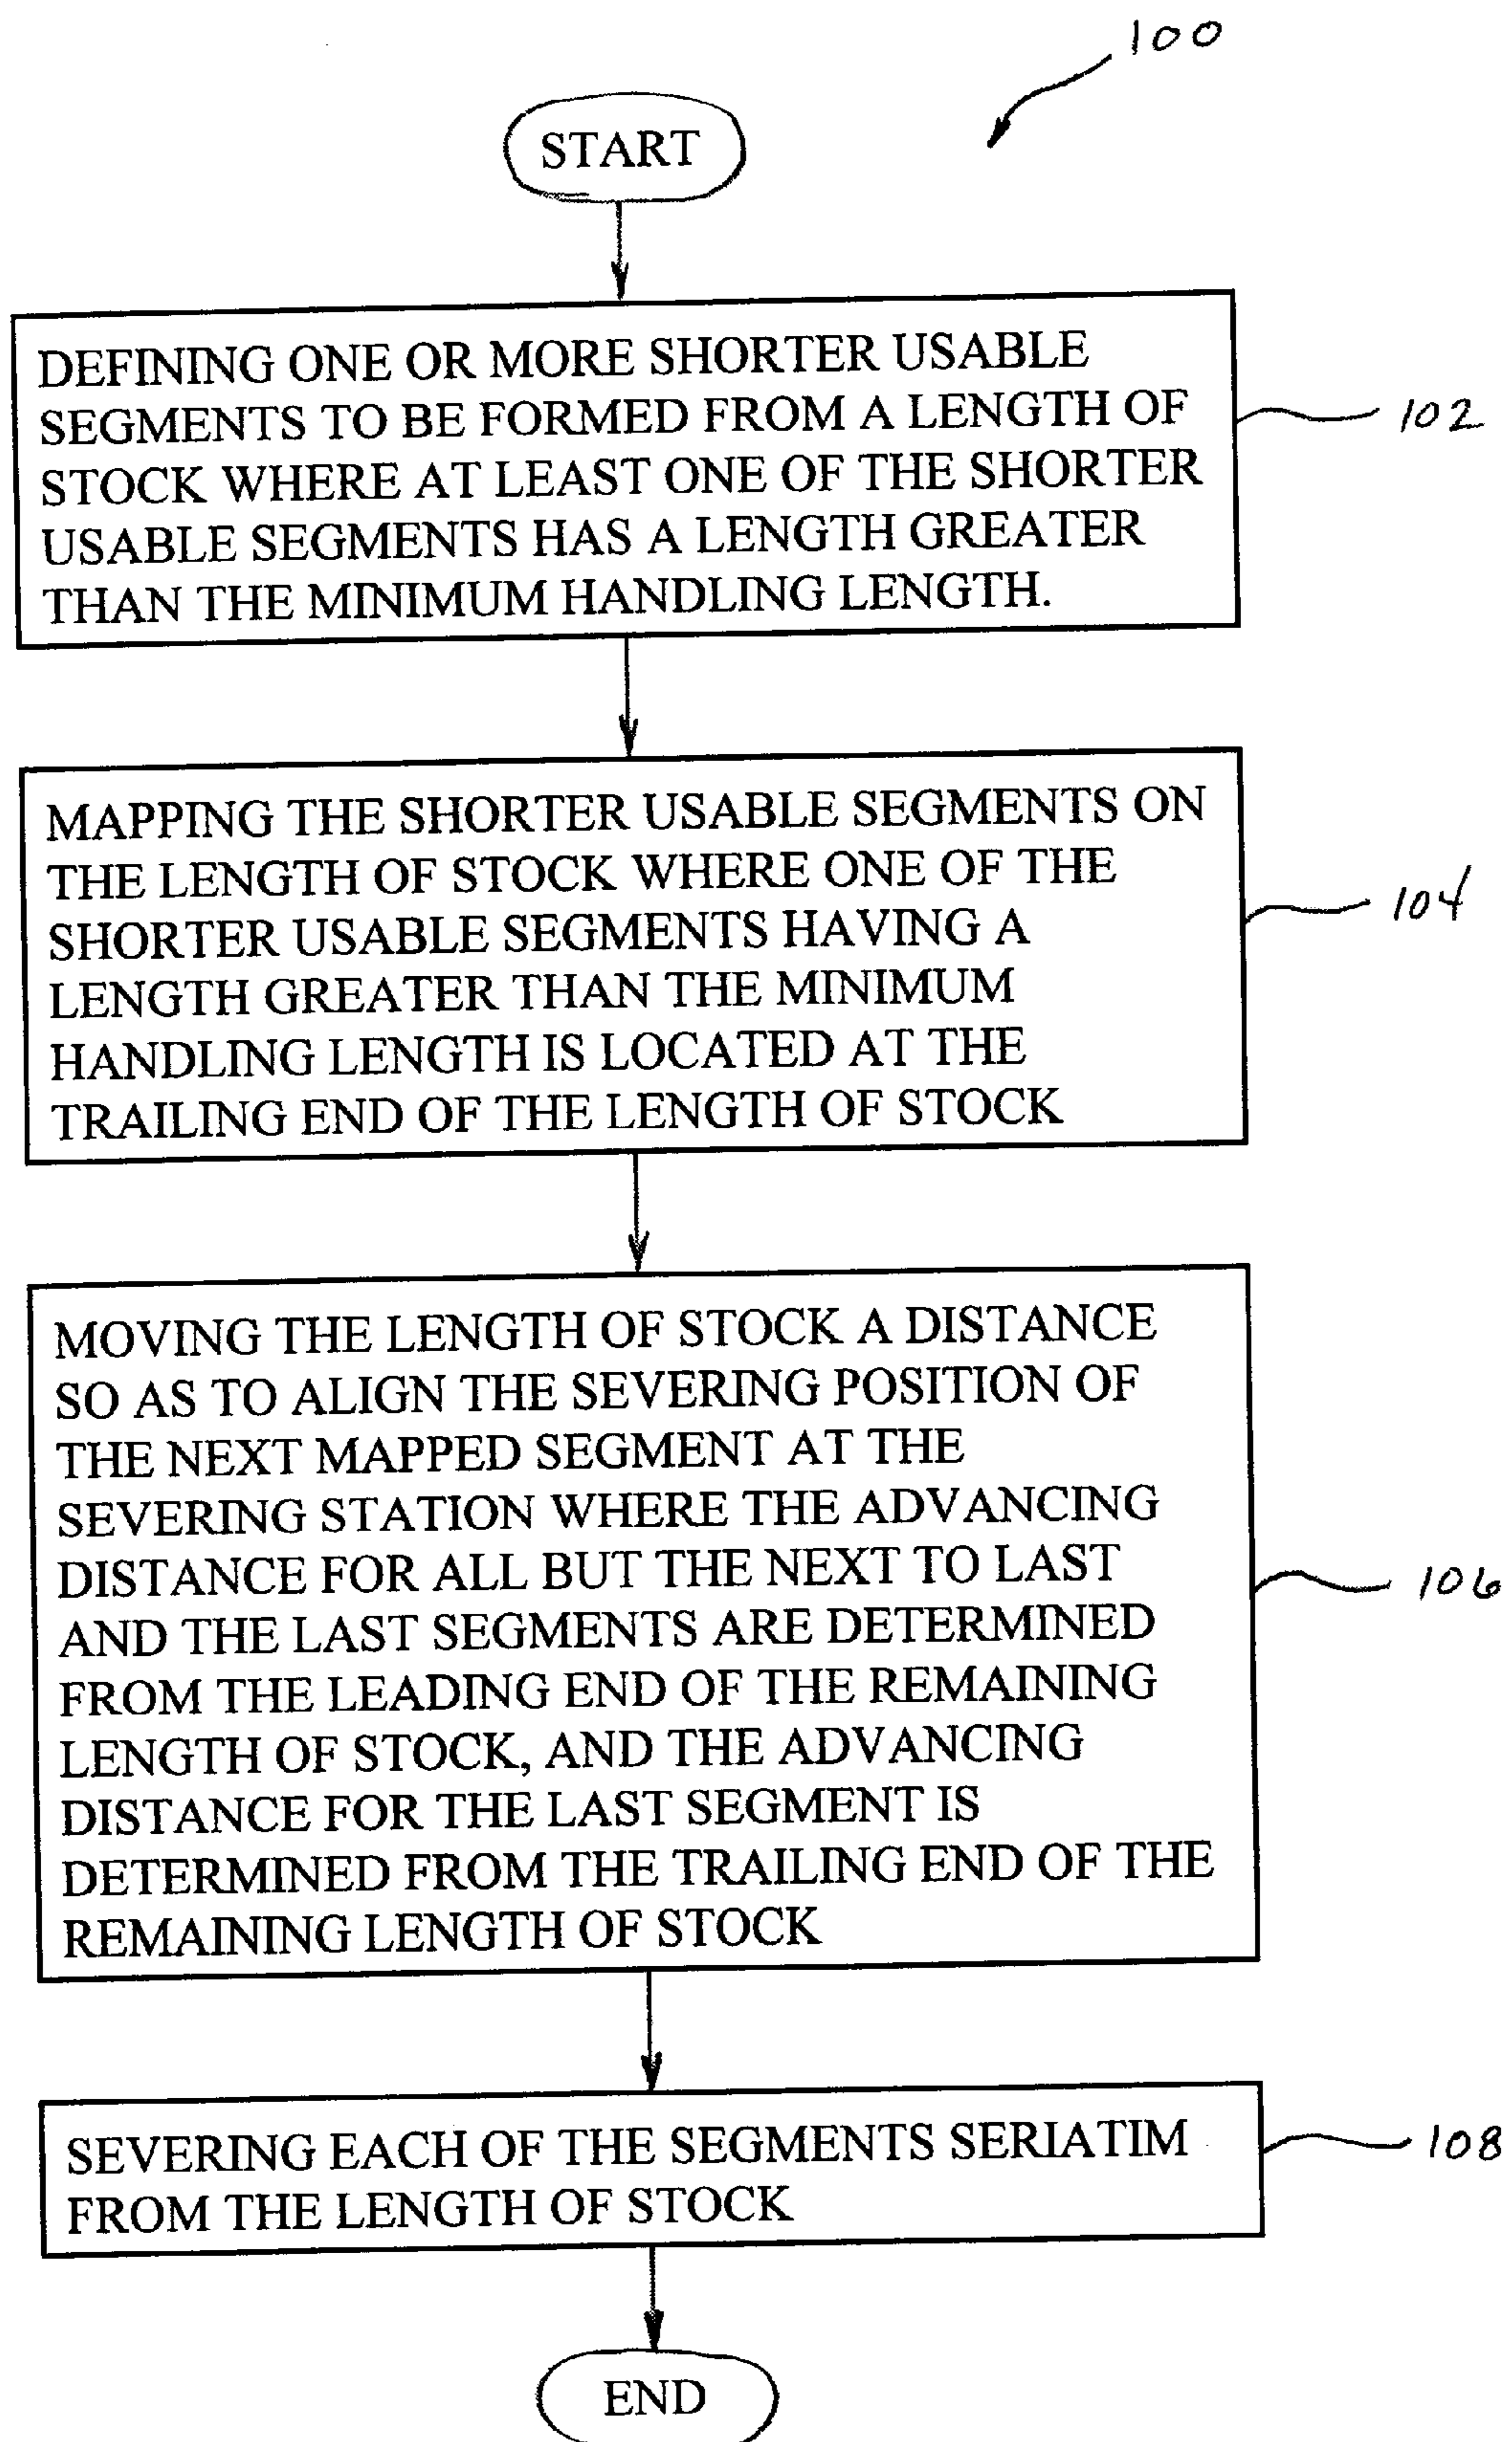 100
START
DEFINING ONE OR MORE SHORTER USABLE
SEGMENTS TO BE FORMED FROM A LENGTH OF
STOCK WHERE AT LEAST ONE OF THE SHORTER
USABLE SEGMENTS HAS A LENGTH GREATER
THAN THE MINIMUM HANDLING LENGTH.
102
MAPPING THE SHORTER USABLE SEGMENTS ON
THE LENGTH OF STOCK WHERE ONE OF THE
SHORTER USABLE SEGMENTS HAVING A
LENGTH GREATER THAN THE MINIMUM
HANDLING LENGTH IS LOCATED AT THE
TRAILING END OF THE LENGTH OF STOCK
104
MOVING THE LENGTH OF STOCK A DISTANCE
SO AS TO ALIGN THE SEVERING POSITION OF
THE NEXT MAPPED SEGMENT AT THE
SEVERING STATION WHERE THE ADVANCING
DISTANCE FOR ALL BUT THE NEXT TO LAST
AND THE LAST SEGMENTS ARE DETERMINED
FROM THE LEADING END OF THE REMAINING
LENGTH OF STOCK, AND THE ADVANCING
DISTANCE FOR THE LAST SEGMENT IS
DETERMINED FROM THE TRAILING END OF THE
REMAINING LENGTH OF STOCK
106
SEVERING EACH OF THE SEGMENTS SERIATIM
FROM THE LENGTH OF STOCK
108
END